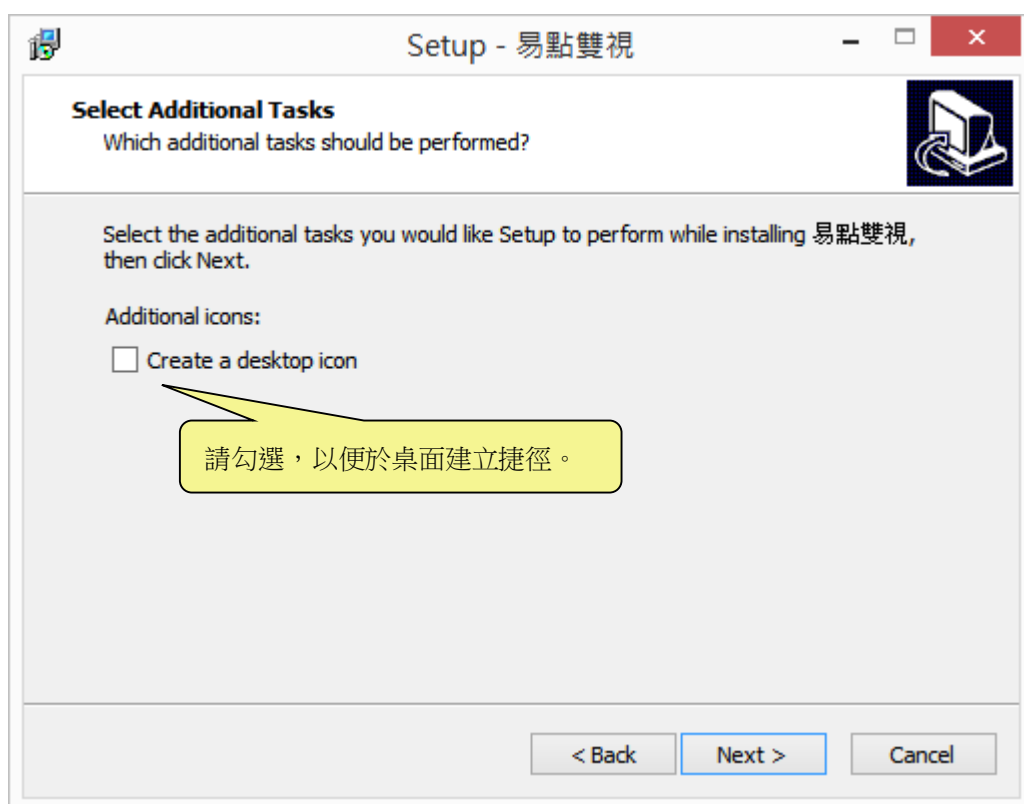 Setup - 易點雙視
Select Additional Tasks
Which additional tasks should be performed?
Select the additional tasks you would like Setup to perform while installing 易點雙視,
then click Next.
Additional icons:
Create a desktop icon
請勾選，以便於桌面建立捷徑。
< Back Next > Cancel